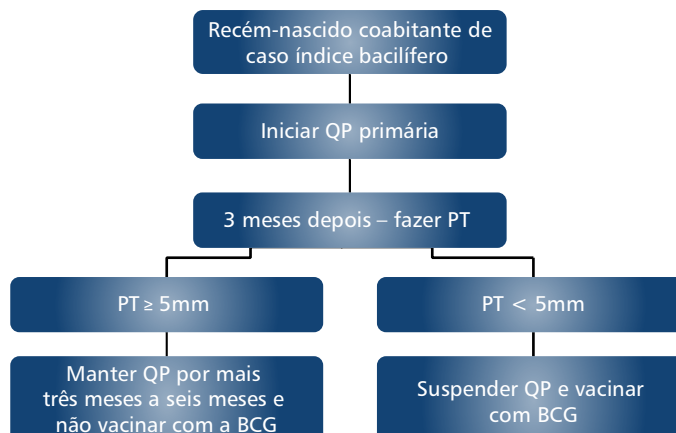 Recém-nascido coabitante de
caso índice bacilífero
Iniciar QP primária
3 meses depois – fazer PT
PT ≥ 5mm
PT < 5mm
Manter QP por mais
três meses a seis meses e
não vacinar com a BCG
Suspender QP e vacinar
com BCG